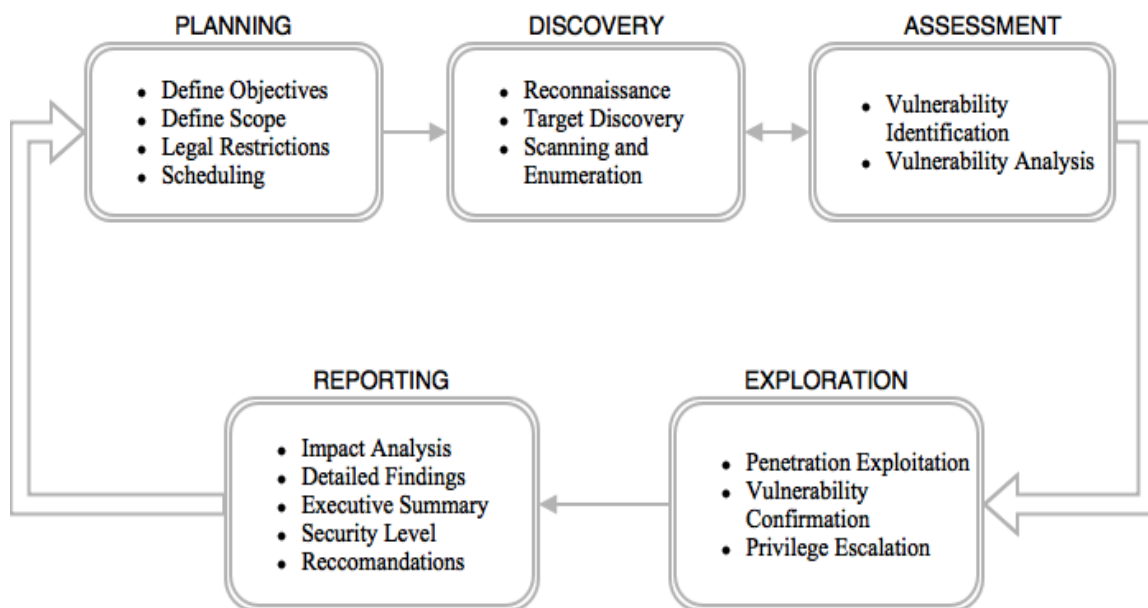 PLANNING
• Define Objectives
• Define Scope
• Legal Restrictions
• Scheduling
DISCOVERY
• Reconnaissance
• Target Discovery
• Scanning and
Enumeration
ASSESSMENT
• Vulnerability
Identification
• Vulnerability Analysis
REPORTING
• Impact Analysis
• Detailed Findings
• Executive Summary
• Security Level
• Reccomandations
EXPLORATION
• Penetration Exploitation
• Vulnerability
Confirmation
• Privilege Escalation